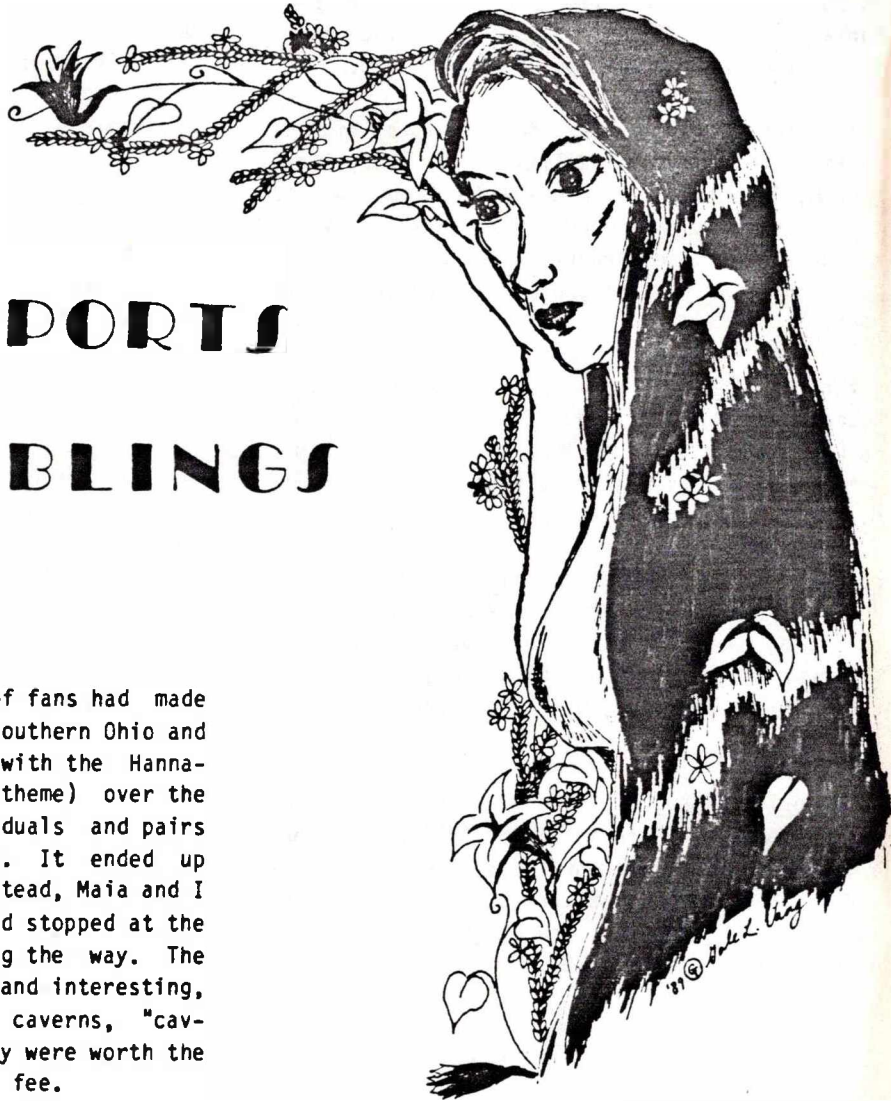 PORTS
BLINGS
of fans had made
outhern Ohio and
with the Hanna-
theme) over the
duals and pairs
. It ended up
tead, Maia and I
d stopped at the
g the way. The
and interesting,
caverns, "cav-
y were worth the
fee.
'89 © Gale L.